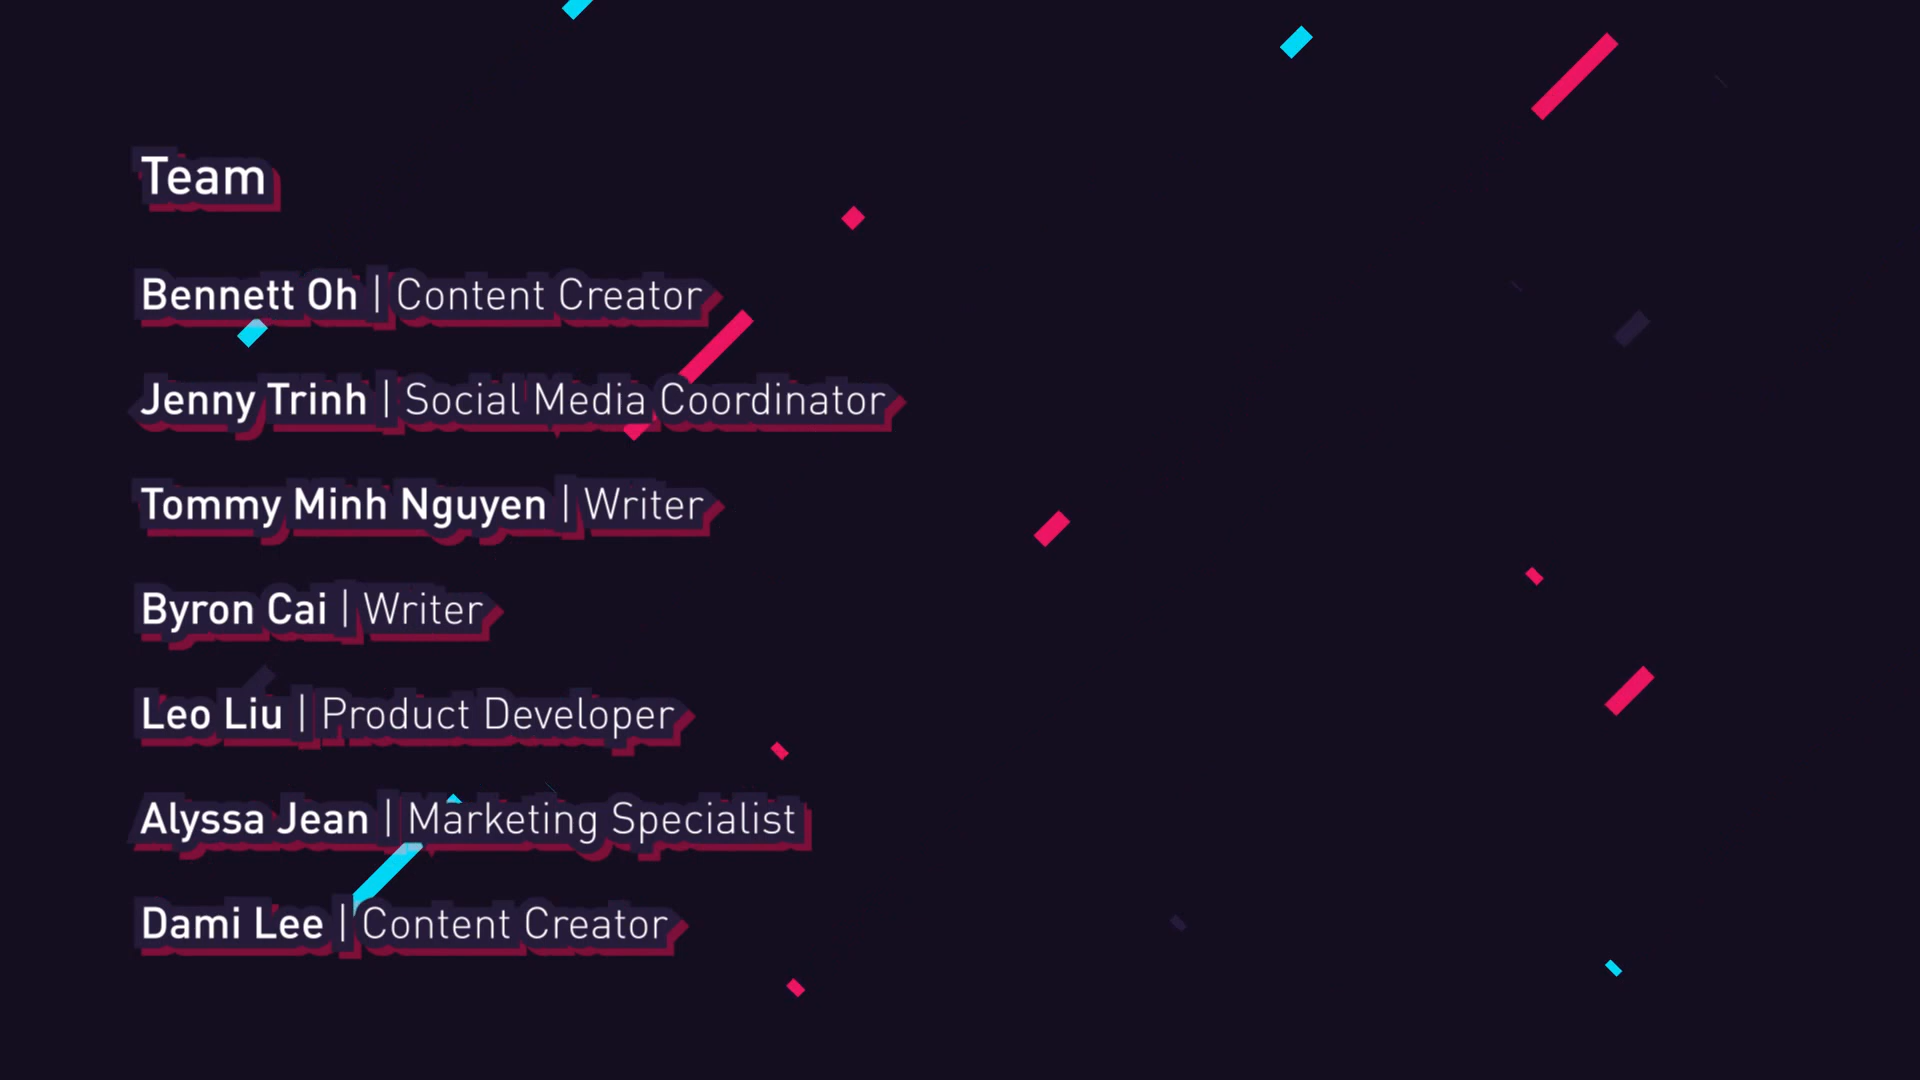 Team
Bennett Oh | Content Creator
Jenny Trinh | Social Media Coordinator
Tommy Minh Nguyen | Writer
Byron Cai | Writer
Leo Liu | Product Developer
Alyssa Jean | Marketing Specialist
Dami Lee | Content Creator